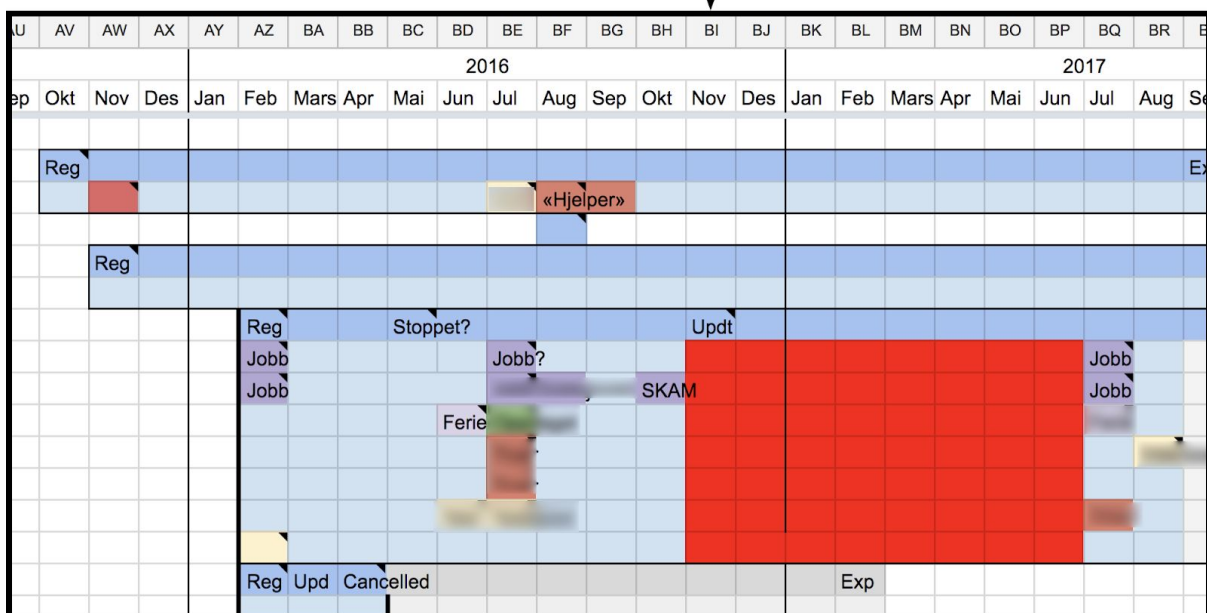 AV AW AX AY AZ BA BB BC BD BE BF BG BH BI BJ BK BL BM BN BO BP BQ BR
2016 2017
Okt Nov Des Jan Feb Mars Apr Mai Jun Jul Aug Sep Okt Nov Des Jan Feb Mars Apr Mai Jun Jul Aug
Reg
«Hjelper»
Reg
Reg Stoppet? Updt
Jobb Jobb? Jobb
Jobb SKAM Jobb
Ferie
Reg Upd Cancelled Exp